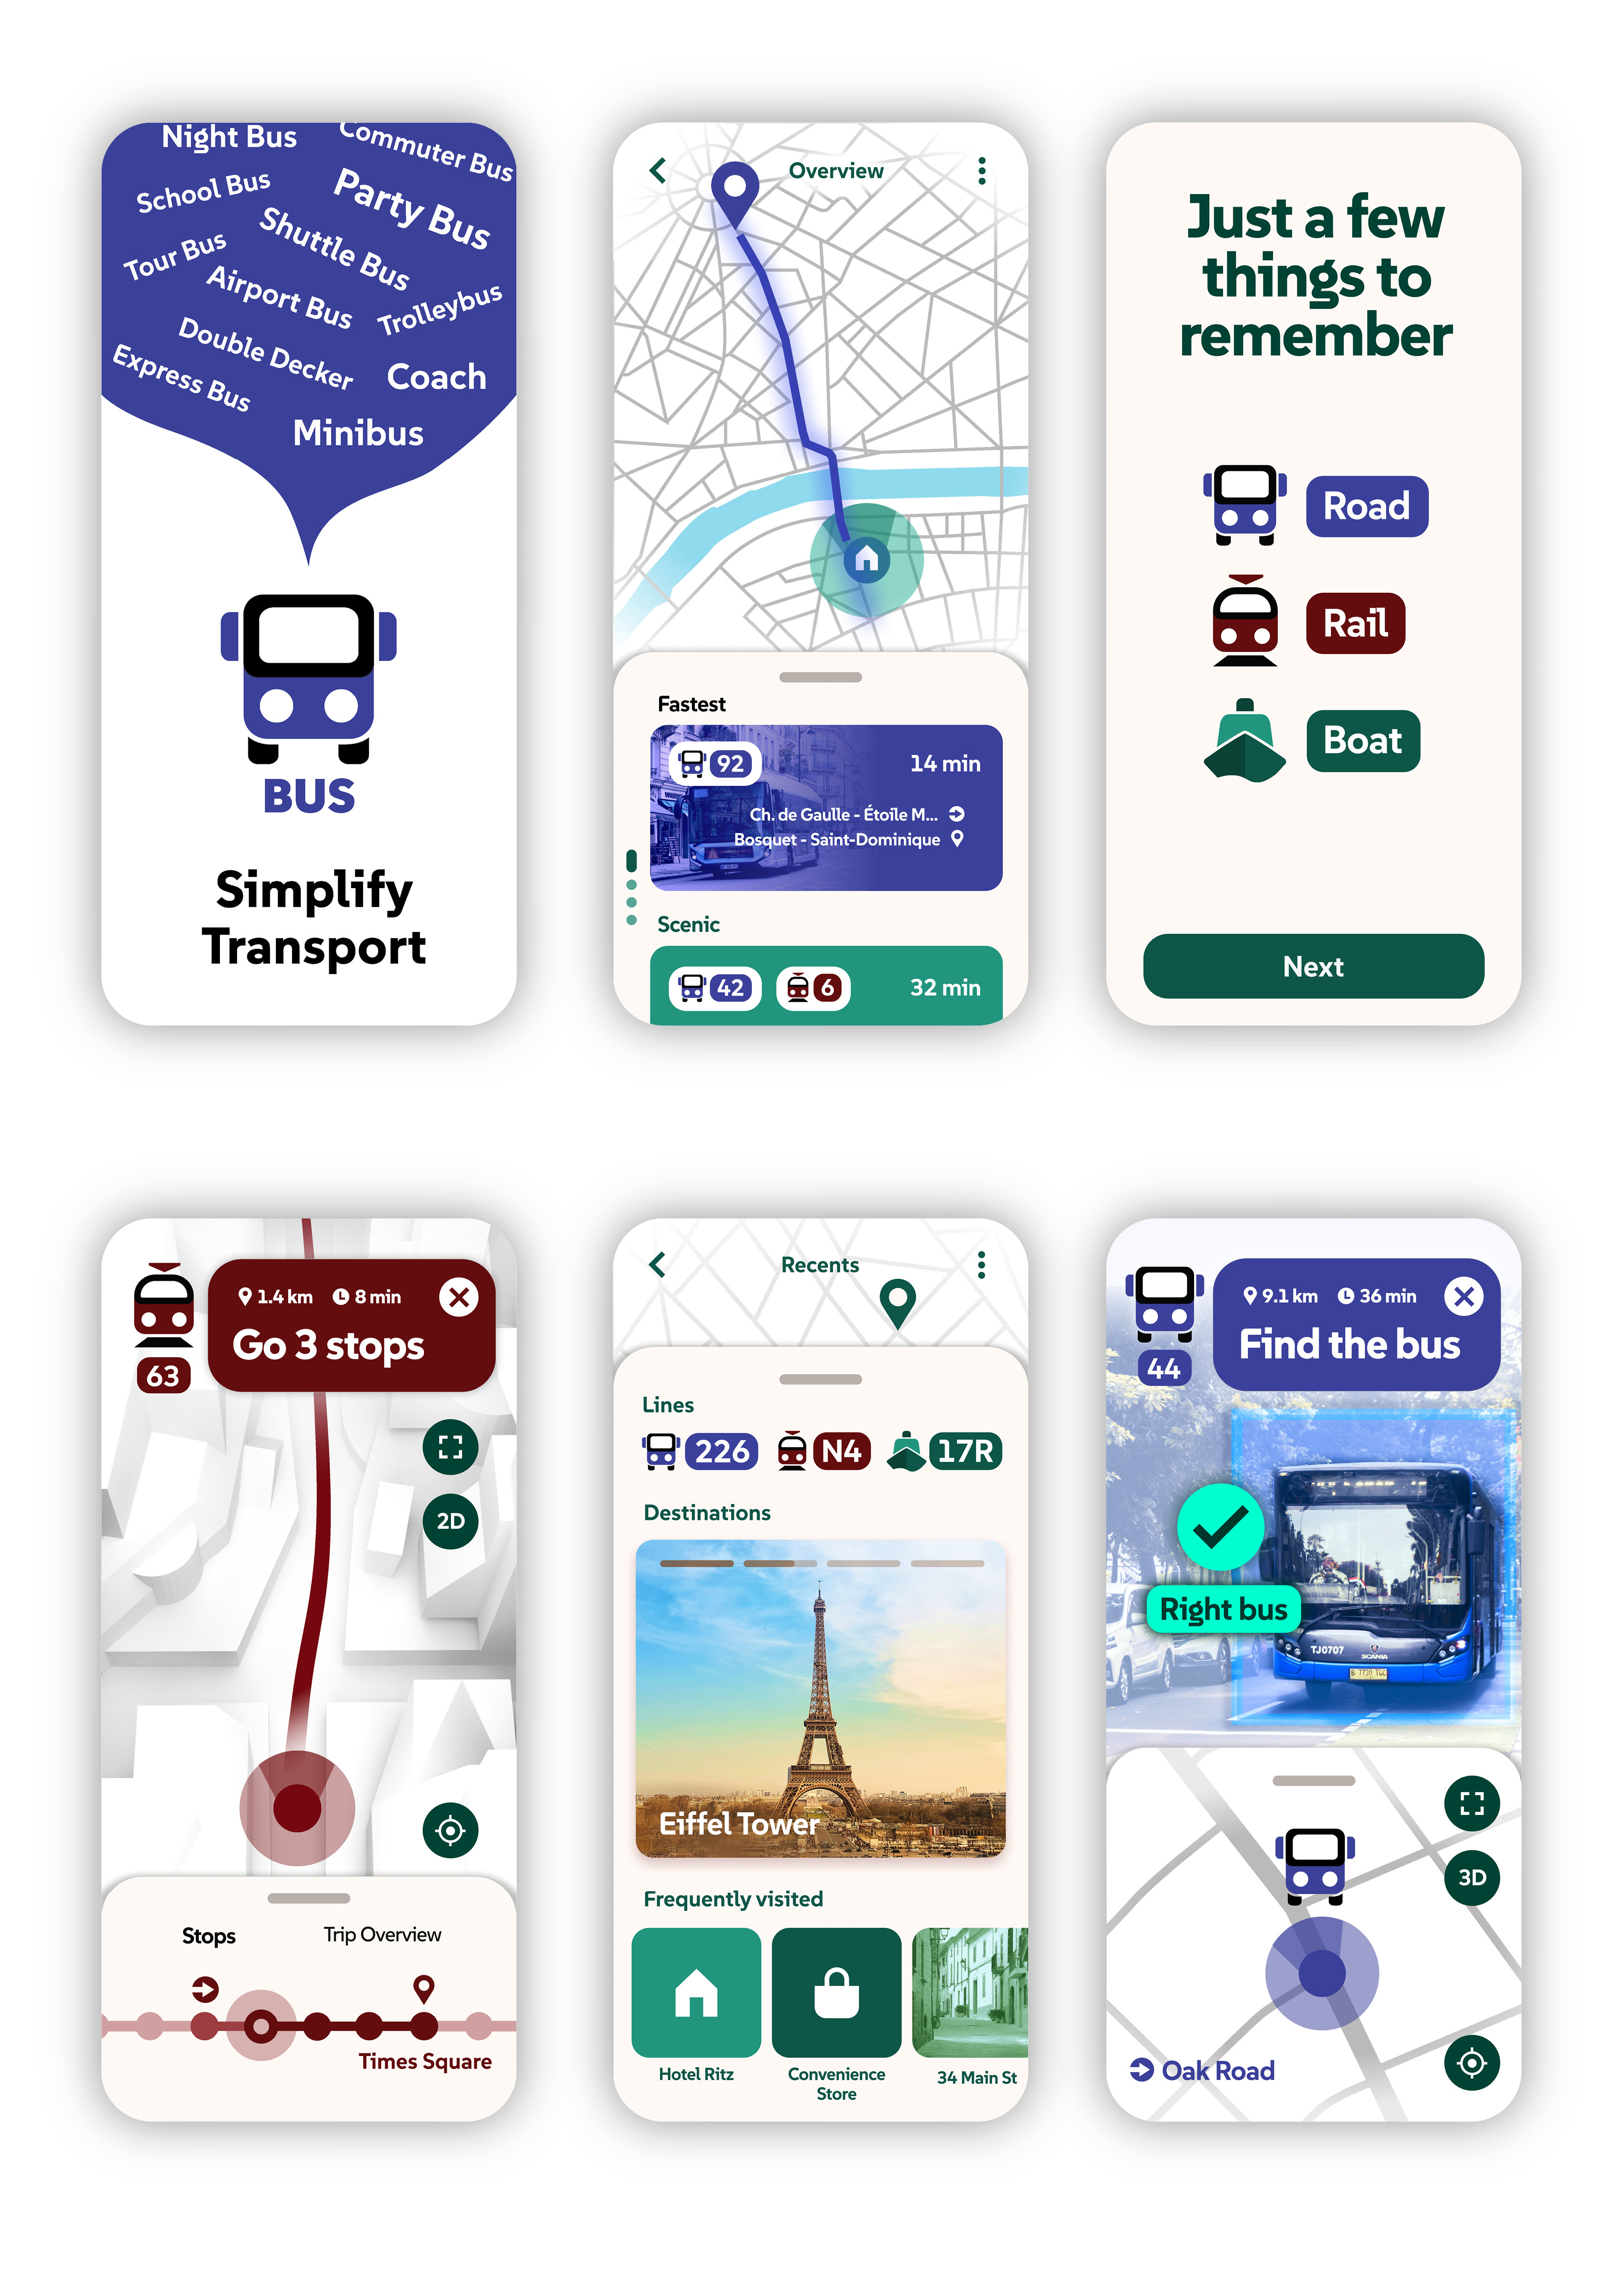 Night Bus
Commuter Bus
School Bus
Party Bus
Shuttle Bus
Tour Bus
Airport Bus
Trolleybus
Double Decker
Express Bus
Coach
Minibus
BUS
Simplify
Transport
Overview
Fastest
92
14 min
Ch. de Gaulle - Étoile M...
Bosquet - Saint-Dominique
Scenic
42
6
32 min
Just a few
things to
remember
Road
Rail
Boat
Next
1.4 km 8 min
Go 3 stops
63
2D
Stops
Trip Overview
Times Square
Recents
Lines
226
N4
17R
Destinations
Eiffel Tower
Frequently visited
Hotel Ritz
Convenience
Store
34 Main St
9.1 km 36 min
Find the bus
44
Right bus
TJ0707
SCANIA
3D
Oak Road